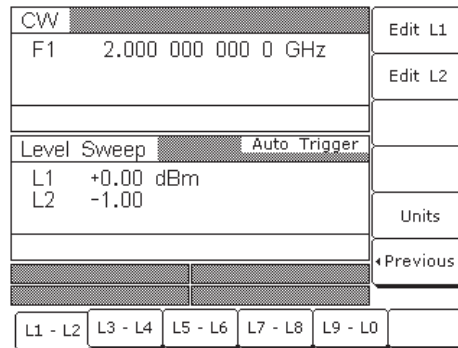 CW
F1 2.000 000 000 0 GHz
Level Sweep Auto Trigger
L1 +0.00 dBm
L2 -1.00
Edit L1
Edit L2
Units
Previous
L1 - L2 L3 - L4 L5 - L6 L7 - L8 L9 - L0